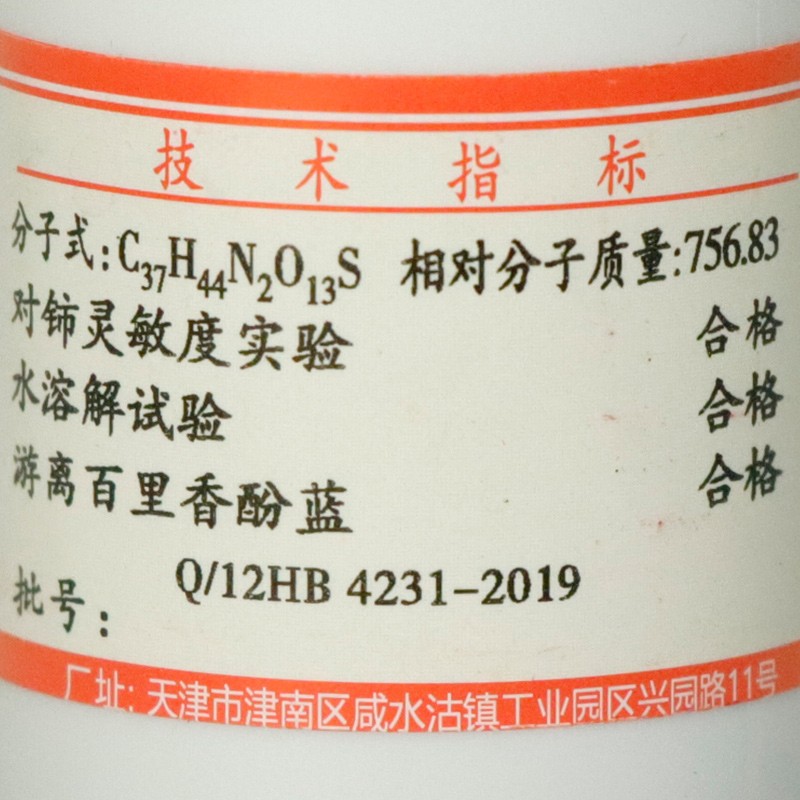 技术指标
分子式:C37H44N2O13S 相对分子质量:756.83
对铈灵敏度实验 合格
水溶解试验 合格
游离百里香酚蓝 合格
批号: Q/12HB 4231-2019
厂址: 天津市津南区咸水沽镇工业园区兴园路11号